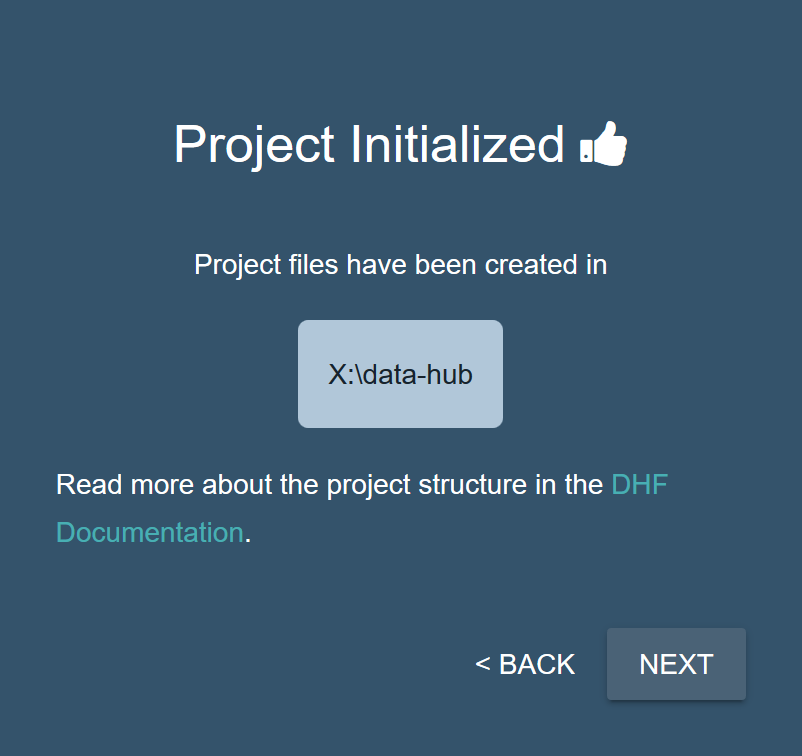 Project Initialized
Project files have been created in
X:\data-hub
Read more about the project structure in the DHF
Documentation.
< BACK
NEXT